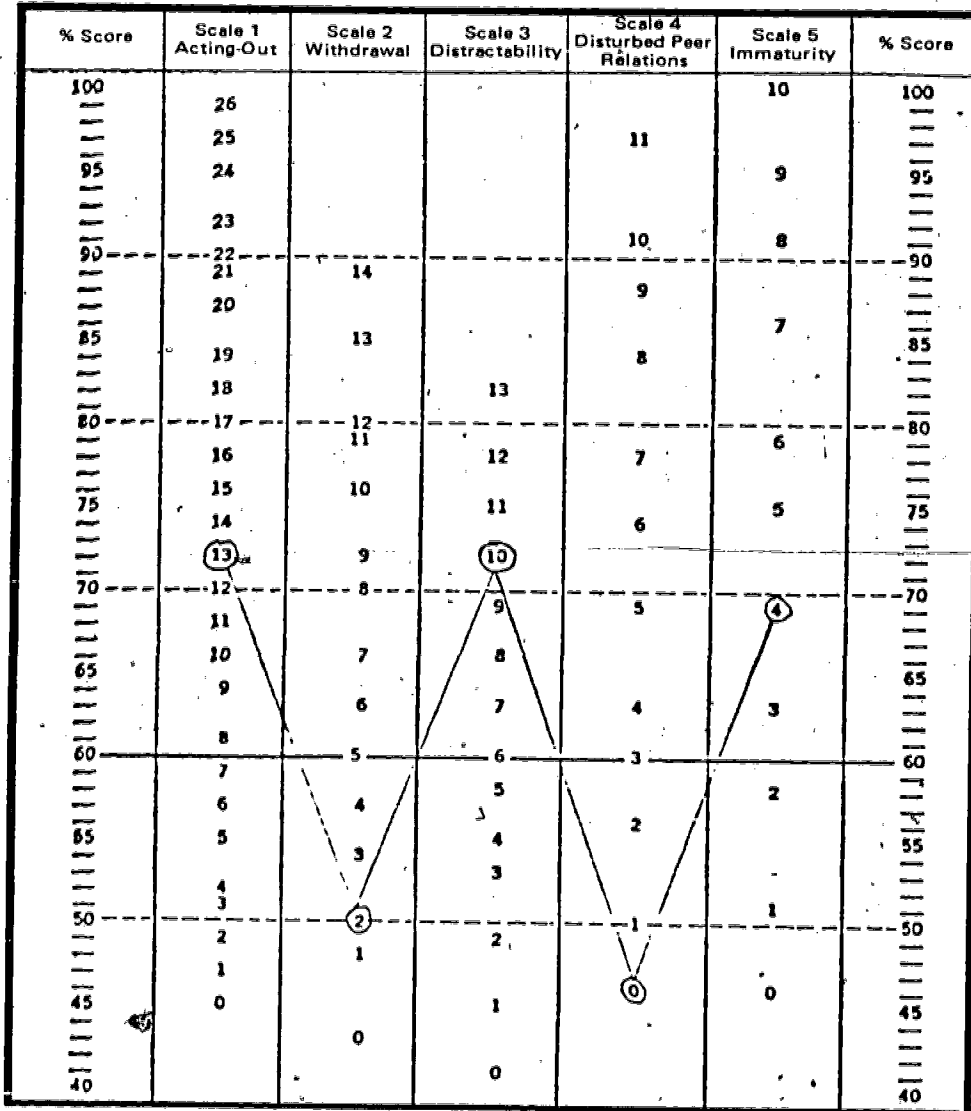 % Score Scale 1 Acting-Out Scale 2 Withdrawal Scale 3 Distractability Scale 4 Disturbed Peer Relations Scale 5 Immaturity % Score
100 10 100
26
25 11
95 24 9 95
23
10 8
90 22 90
21 14
9
20
7
85 13 85
19 8
18 13
80 17 12 80
11 6
16 12 7
15 10
75 11 5 75
14 6
13 9 10
70 12 8 70
9 5 4
11
10 7 8
65 65
9
6 7 4 3
8
60 5 6 3 60
7
5 2
6 4
2
55 5 4 55
3
3
4
3 1
50 2 1 50
2 2
1
1
0 0
45 0 1 45
0
0
40 40